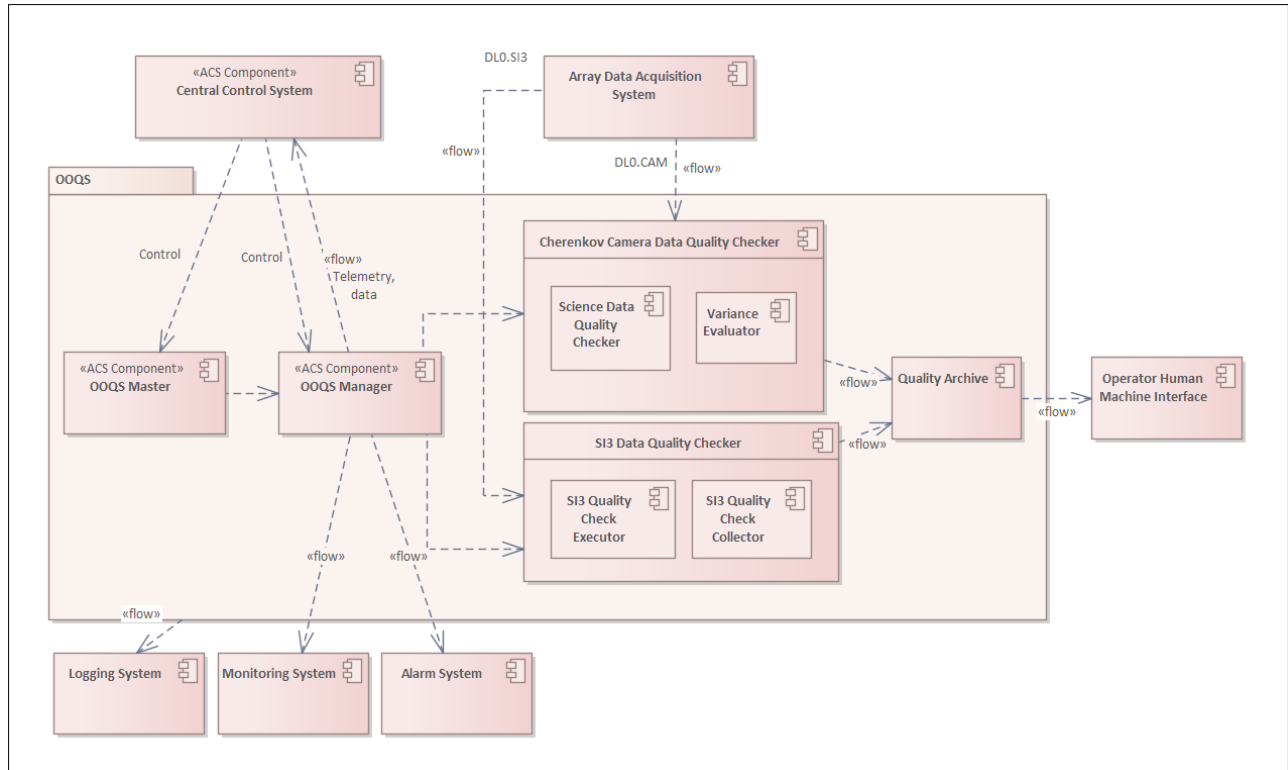 «ACS Component»
Central Control System
DL0.SI3
Array Data Acquisition
System
«flow»
DL0.CAM
«flow»
OOQS
Cherenkov Camera Data Quality Checker
Control
Control
«flow»
Telemetry,
data
Science Data
Quality
Checker
Variance
Evaluator
«ACS Component»
OOQS Master
«ACS Component»
OOQS Manager
«flow»
Quality Archive
Operator Human
Machine Interface
«flow»
SI3 Data Quality Checker
«flow»
SI3 Quality
Check
Executor
SI3 Quality
Check
Collector
«flow»
«flow»
«flow»
Logging System
Monitoring System
Alarm System